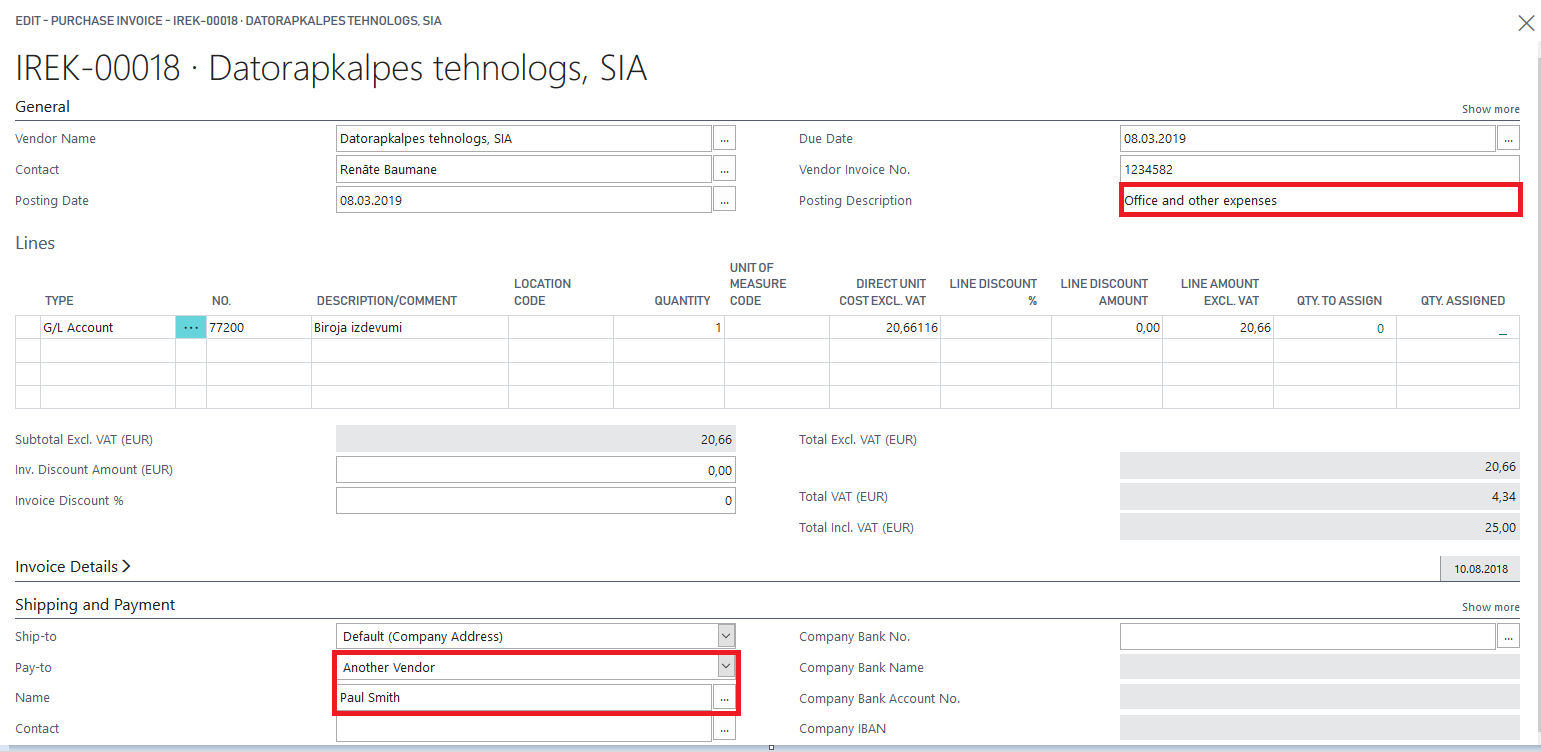 EDIT - PURCHASE INVOICE - IREK-00018 · DATORAPKALPES TEHNOLOGS, SIA
IREK-00018 · Datorapkalpes tehnologs, SIA
General
Show more
Vendor Name Datorapkalpes tehnologs, SIA ... Due Date 08.03.2019 ...
Contact Renāte Baumane ... Vendor Invoice No. 1234582
Posting Date 08.03.2019 ... Posting Description Office and other expenses
Lines
TYPE NO. DESCRIPTION/COMMENT LOCATION CODE QUANTITY UNIT OF MEASURE CODE DIRECT UNIT COST EXCL. VAT LINE DISCOUNT % LINE DISCOUNT AMOUNT LINE AMOUNT EXCL. VAT QTY. TO ASSIGN QTY. ASSIGNED
G/L Account ... 77200 Biroja izdevumi 1 20,66116 0,00 20,66 0 _
Subtotal Excl. VAT (EUR) 20,66 Total Excl. VAT (EUR)
20,66
Inv. Discount Amount (EUR) 0,00
Invoice Discount % 0 Total VAT (EUR) 4,34
Total Incl. VAT (EUR) 25,00
Invoice Details > 10.08.2018
Shipping and Payment Show more
Ship-to Default (Company Address) Company Bank No. ...
Pay-to Another Vendor Company Bank Name
Name Paul Smith ... Company Bank Account No.
Contact ... Company IBAN